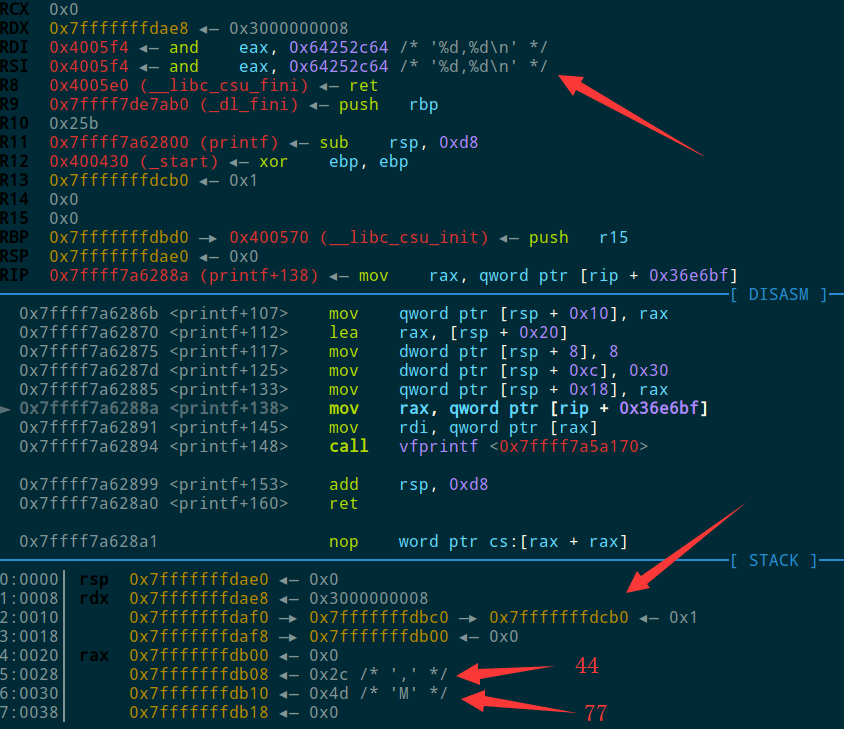 RCX 0x0
RDX 0x7fffffffdae8 ◂— 0x3000000008
RDI 0x4005f4 ◂— and eax, 0x64252c64 /* '%d,%d\n' */
RSI 0x4005f4 ◂— and eax, 0x64252c64 /* '%d,%d\n' */
R8 0x4005e0 (__libc_csu_fini) ◂— ret
R9 0x7ffff7de7ab0 (_dl_fini) ◂— push rbp
R10 0x25b
R11 0x7ffff7a62800 (printf) ◂— sub rsp, 0xd8
R12 0x400430 (_start) ◂— xor ebp, ebp
R13 0x7fffffffdcb0 ◂— 0x1
R14 0x0
R15 0x0
RBP 0x7fffffffdbd0 —▸ 0x400570 (__libc_csu_init) ◂— push r15
RSP 0x7fffffffdae0 ◂— 0x0
RIP 0x7ffff7a6288a (printf+138) ◂— mov rax, qword ptr [rip + 0x36e6bf]
[ DISASM ]
0x7ffff7a6286b <printf+107> mov qword ptr [rsp + 0x10], rax
0x7ffff7a62870 <printf+112> lea rax, [rsp + 0x20]
0x7ffff7a62875 <printf+117> mov dword ptr [rsp + 8], 8
0x7ffff7a6287d <printf+125> mov dword ptr [rsp + 0xc], 0x30
0x7ffff7a62885 <printf+133> mov qword ptr [rsp + 0x18], rax
► 0x7ffff7a6288a <printf+138> mov rax, qword ptr [rip + 0x36e6bf]
0x7ffff7a62891 <printf+145> mov rdi, qword ptr [rax]
0x7ffff7a62894 <printf+148> call vfprintf <0x7ffff7a5a170>
0x7ffff7a62899 <printf+153> add rsp, 0xd8
0x7ffff7a628a0 <printf+160> ret
0x7ffff7a628a1 nop word ptr cs:[rax + rax]
[ STACK ]
0:0000│ rsp 0x7fffffffdae0 ◂— 0x0
1:0008│ rdx 0x7fffffffdae8 ◂— 0x3000000008
2:0010│ 0x7fffffffdaf0 —▸ 0x7fffffffdbc0 —▸ 0x7fffffffdcb0 ◂— 0x1
3:0018│ 0x7fffffffdaf8 —▸ 0x7fffffffdb00 ◂— 0x0
4:0020│ rax 0x7fffffffdb00 ◂— 0x0
5:0028│ 0x7fffffffdb08 ◂— 0x2c /* ',' */ 44
6:0030│ 0x7fffffffdb10 ◂— 0x4d /* 'M' */ 77
7:0038│ 0x7fffffffdb18 ◂— 0x0